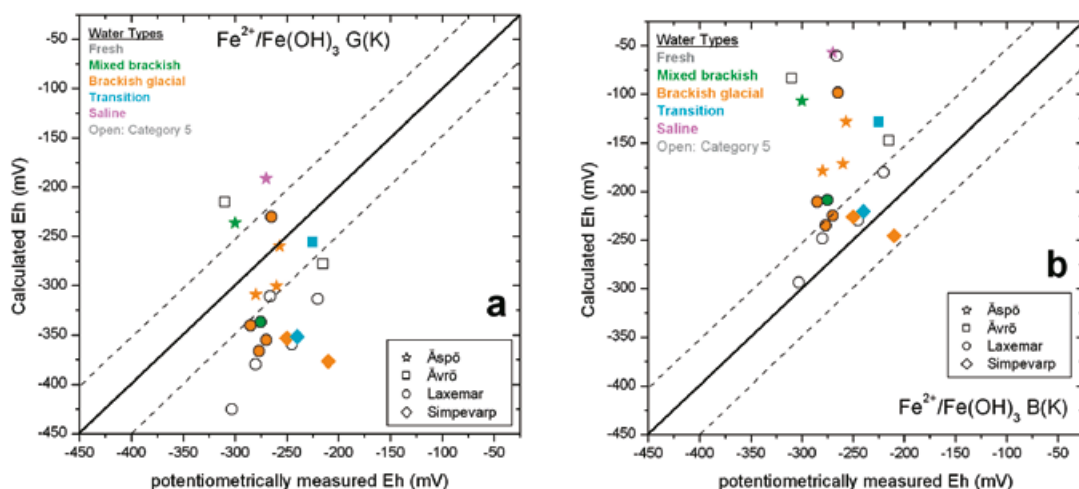 a
Fe²⁺/Fe(OH)₃ G(K)
Water Types
Fresh
Mixed brackish
Brackish glacial
Transition
Saline
Open: Category 5
Calculated Eh (mV)
-50
-100
-150
-200
-250
-300
-350
-400
-450
a
Äspö
Ävrö
Laxemar
Simpevarp
-450 -400 -350 -300 -250 -200 -150 -100 -50
potentiometrically measured Eh (mV)
Water Types
Fresh
Mixed brackish
Brackish glacial
Transition
Saline
Open: Category 5
Calculated Eh (mV)
-50
-100
-150
-200
-250
-300
-350
-400
-450
b
Äspö
Ävrö
Laxemar
Simpevarp
Fe²⁺/Fe(OH)₃ B(K)
-450 -400 -350 -300 -250 -200 -150 -100 -50
potentiometrically measured Eh (mV)